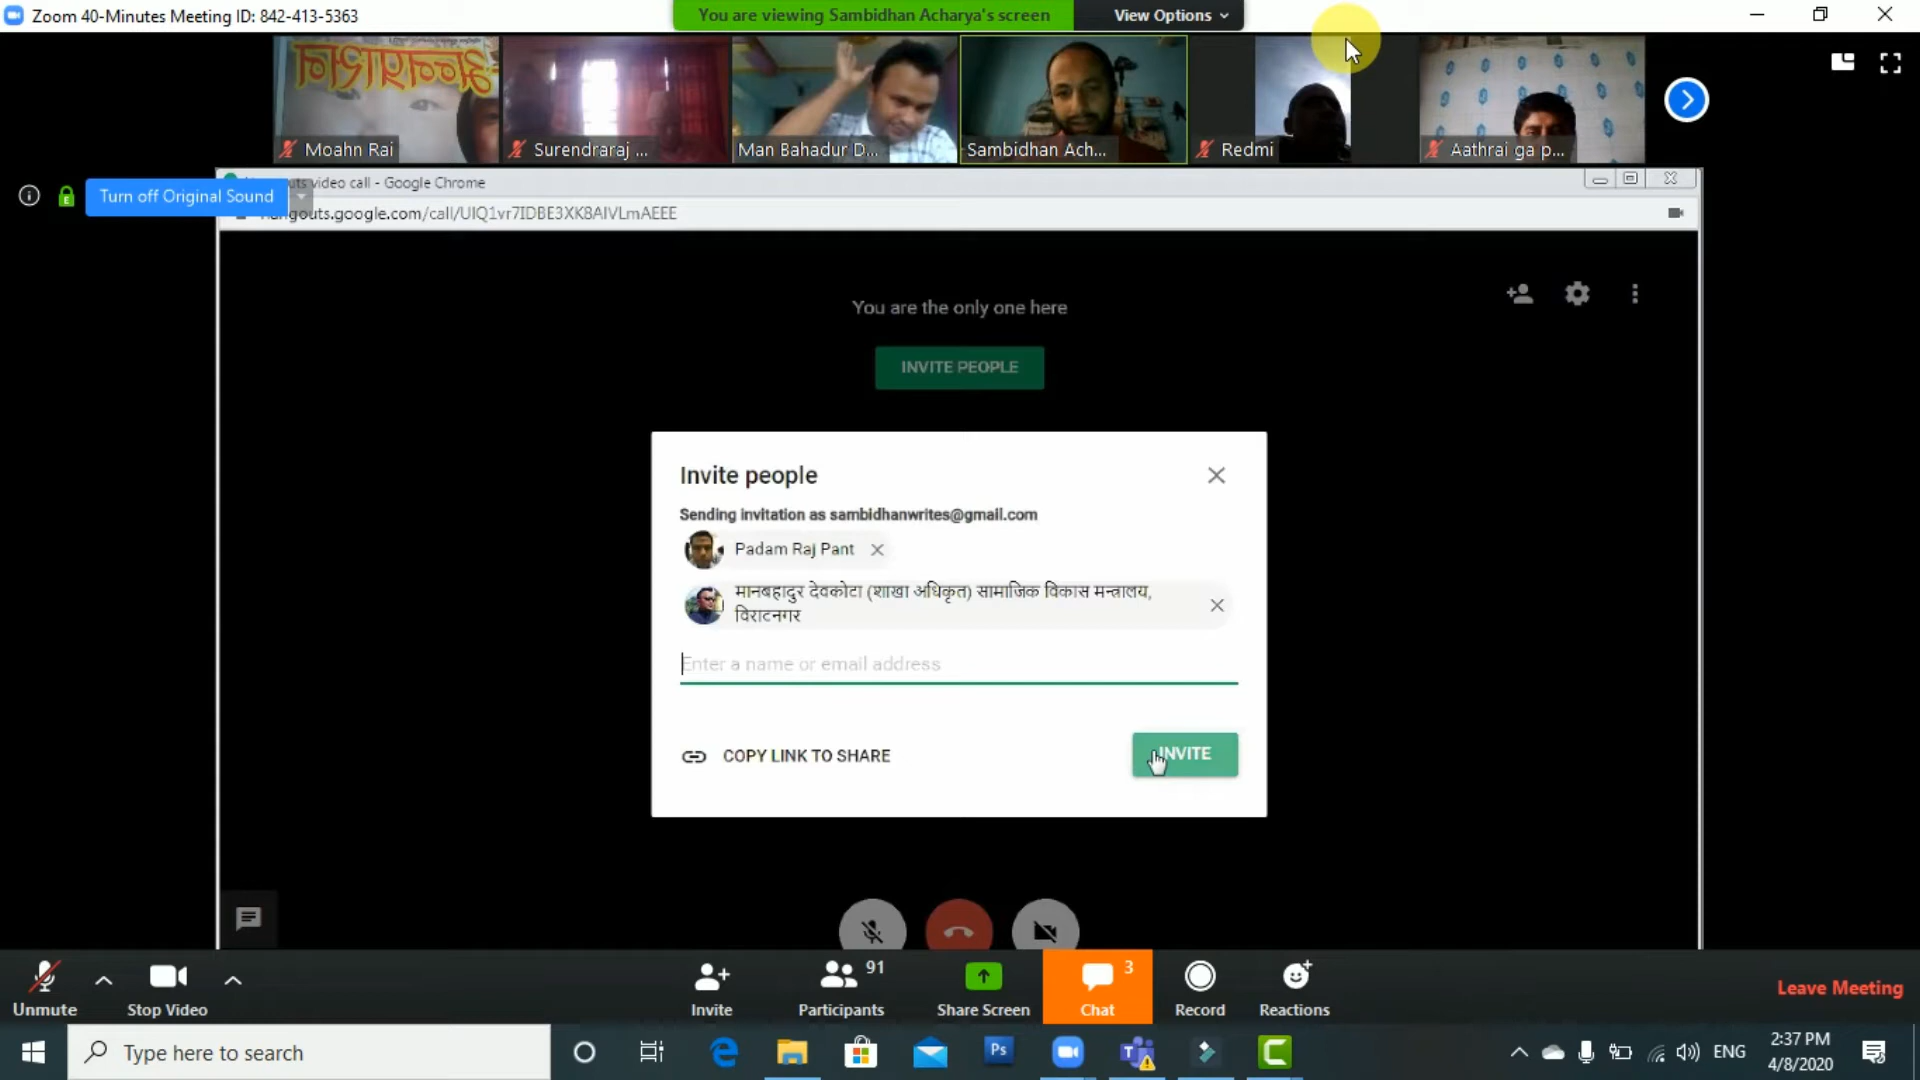 Zoom 40-Minutes Meeting ID: 842-413-5363
You are viewing Sambidhan Acharya's screen
View Options
Moahn Rai
Surendraraj ...
Man Bahadur D...
Sambidhan Ach...
Redmi
Aathrai ga p...
Turn off Original Sound
video call - Google Chrome
hangouts.google.com/call/UIQ1vr7IDBE3XK8AIVLmAEEE
You are the only one here
INVITE PEOPLE
Invite people
Sending invitation as sambidhanwrites@gmail.com
Padam Raj Pant
मानबहादुर देवकोटा (शाखा अधिकृत) सामाजिक विकास मन्त्रालय,
विराटनगर
Enter a name or email address
COPY LINK TO SHARE
INVITE
Unmute
Stop Video
Invite
91
Participants
Share Screen
3
Chat
Record
Reactions
Leave Meeting
Type here to search
Ps
ENG
2:37 PM
4/8/2020